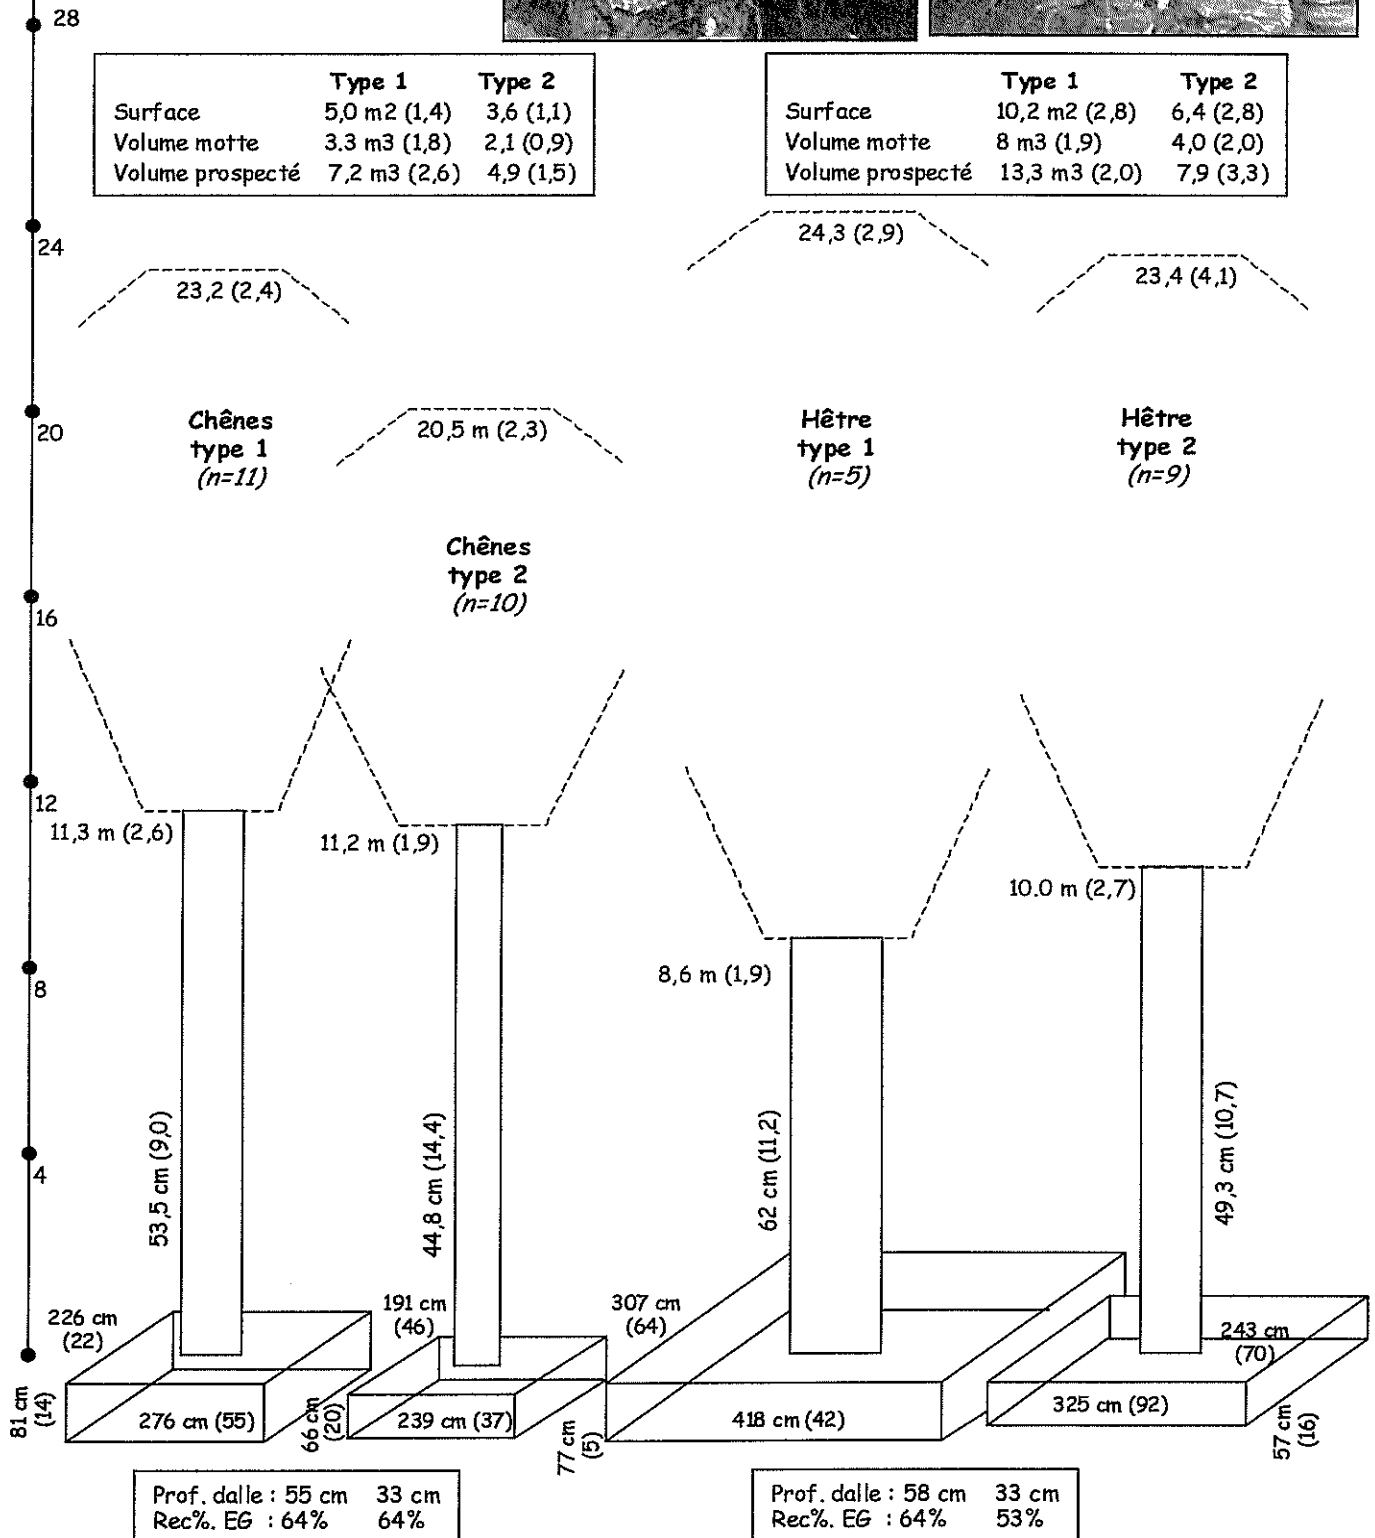 28
Type 1 Type 2
Surface 5,0 m2 (1,4) 3,6 (1,1)
Volume motte 3.3 m3 (1,8) 2,1 (0,9)
Volume prospecté 7,2 m3 (2,6) 4,9 (1,5)
Type 1 Type 2
Surface 10,2 m2 (2,8) 6,4 (2,8)
Volume motte 8 m3 (1,9) 4,0 (2,0)
Volume prospecté 13,3 m3 (2,0) 7,9 (3,3)
24
23,2 (2,4)
24,3 (2,9)
23,4 (4,1)
20
Chênes
type 1
(n=11)
20,5 m (2,3)
Hêtre
type 1
(n=5)
Hêtre
type 2
(n=9)
Chênes
type 2
(n=10)
16
12
11,3 m (2,6)
11,2 m (1,9)
10.0 m (2,7)
8,6 m (1,9)
8
4
53,5 cm (9,0)
44,8 cm (14,4)
62 cm (11,2)
49,3 cm (10,7)
226 cm
(22)
191 cm
(46)
307 cm
(64)
243 cm
(70)
81 cm
(14)
276 cm (55)
66 cm
(20)
239 cm (37)
77 cm
(5)
418 cm (42)
325 cm (92)
57 cm
(16)
Prof. dalle : 55 cm 33 cm
Rec%. EG : 64% 64%
Prof. dalle : 58 cm 33 cm
Rec%. EG : 64% 53%